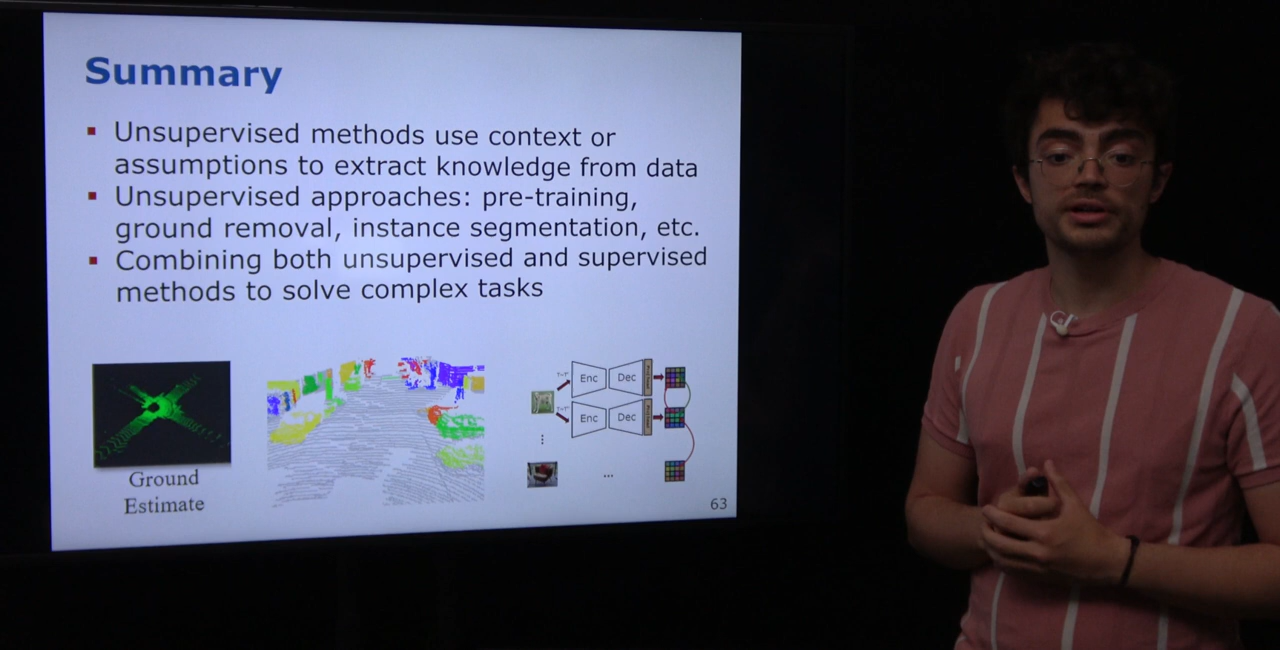 Summary
Unsupervised methods use context or
assumptions to extract knowledge from data
Unsupervised approaches: pre-training,
ground removal, instance segmentation, etc.
Combining both unsupervised and supervised
methods to solve complex tasks
Enc Dec
Enc Dec
...
...
Ground
Estimate
63